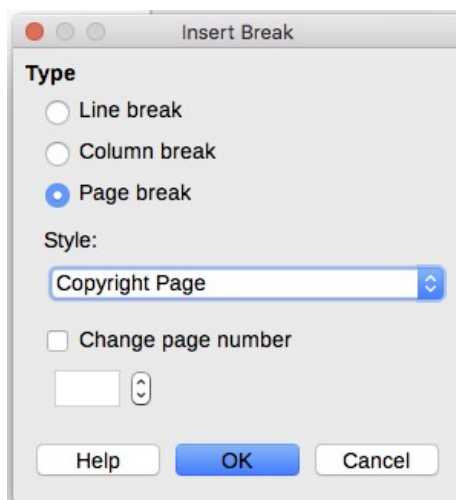 Insert Break
Type
Line break
Column break
Page break
Style:
Copyright Page
Change page number
Help OK Cancel